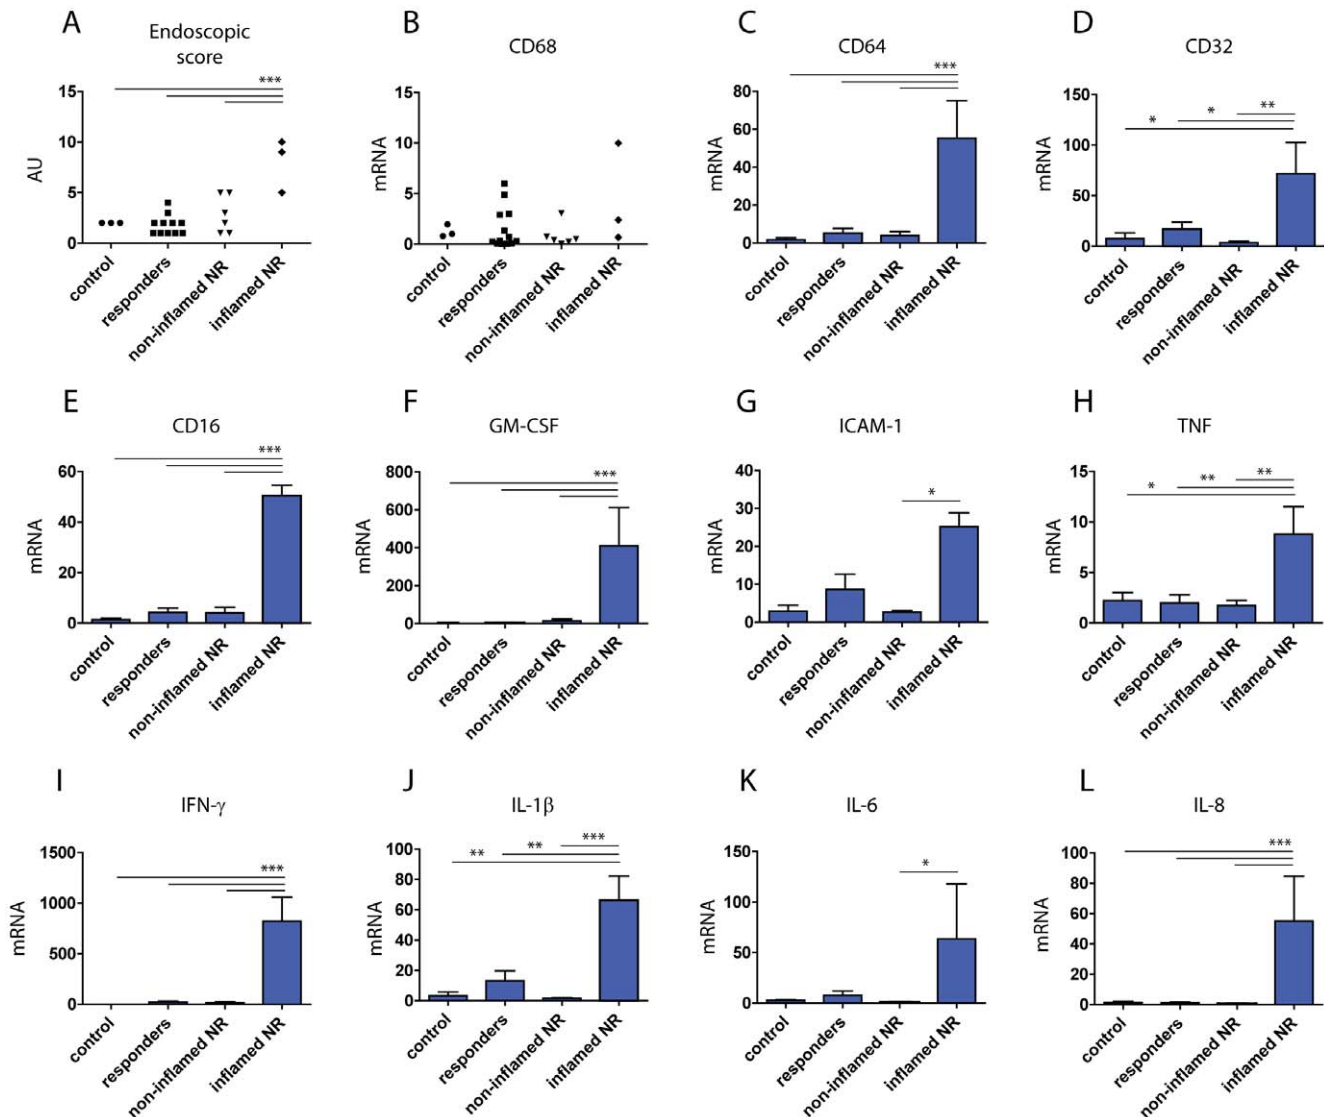 A
Endoscopic
score
***
AU
15
10
5
0
control
responders
non-inflamed NR
inflamed NR
B
CD68
mRNA
15
10
5
0
control
responders
non-inflamed NR
inflamed NR
C
CD64
***
mRNA
80
60
40
20
0
control
responders
non-inflamed NR
inflamed NR
D
CD32
* * **
mRNA
150
100
50
0
control
responders
non-inflamed NR
inflamed NR
E
CD16
***
mRNA
60
40
20
0
control
responders
non-inflamed NR
inflamed NR
F
GM-CSF
***
mRNA
800
600
400
200
0
control
responders
non-inflamed NR
inflamed NR
G
ICAM-1
*
mRNA
40
30
20
10
0
control
responders
non-inflamed NR
inflamed NR
H
TNF
* ** **
mRNA
15
10
5
0
control
responders
non-inflamed NR
inflamed NR
I
IFN-γ
***
mRNA
1500
1000
500
0
control
responders
non-inflamed NR
inflamed NR
J
IL-1β
** ** ***
mRNA
100
80
60
40
20
0
control
responders
non-inflamed NR
inflamed NR
K
IL-6
*
mRNA
150
100
50
0
control
responders
non-inflamed NR
inflamed NR
L
IL-8
***
mRNA
100
80
60
40
20
0
control
responders
non-inflamed NR
inflamed NR